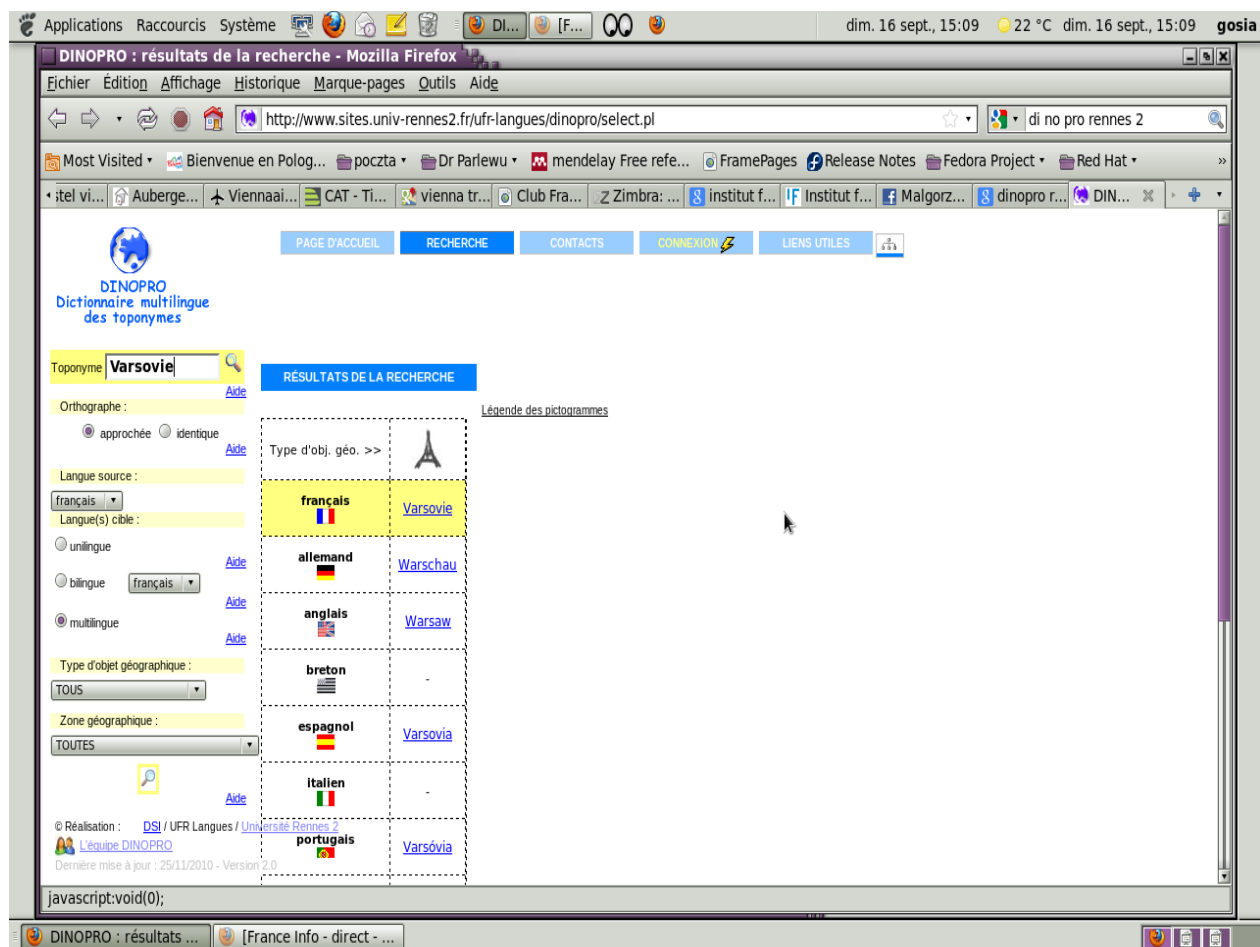 Applications Raccourcis Système DI... [F... dim. 16 sept., 15:09 22 °C dim. 16 sept., 15:09 gosia
DINOPRO : résultats de la recherche - Mozilla Firefox
Fichier Édition Affichage Historique Marque-pages Outils Aide
http://www.sites.univ-rennes2.fr/ufr-langues/dinopro/select.pl di no pro rennes 2
Most Visited Bienvenue en Polog... poczta Dr Parlewu mendelay Free refe... FramePages Release Notes Fedora Project Red Hat »
itel vi... Auberge... Viennaai... CAT - Ti... vienna tr... Club Fra... Zimbra: ... institut f... Institut f... Malgorz... dinopro r... DIN...
PAGE D'ACCUEIL RECHERCHE CONTACTS CONNEXION LIENS UTILES
DINOPRO
Dictionnaire multilingue
des toponymes
Toponyme Varsovie
Aide
Orthographe :
approchée identique
Aide
Langue source :
français
Langue(s) cible :
unilingue
Aide
bilingue français
Aide
multilingue
Aide
Type d'objet géographique :
TOUS
Zone géographique :
TOUTES
Aide
© Réalisation : DSI / UFR Langues / Université Rennes 2
L'équipe DINOPRO
Dernière mise à jour : 25/11/2010 - Version 2.0
RÉSULTATS DE LA RECHERCHE
Légende des pictogrammes
Type d'obj. géo. >>
français Varsovie
allemand Warschau
anglais Warsaw
breton -
espagnol Varsovia
italien -
portugais Varsóvia
javascript:void(0);
DINOPRO : résultats ... [France Info - direct - ...